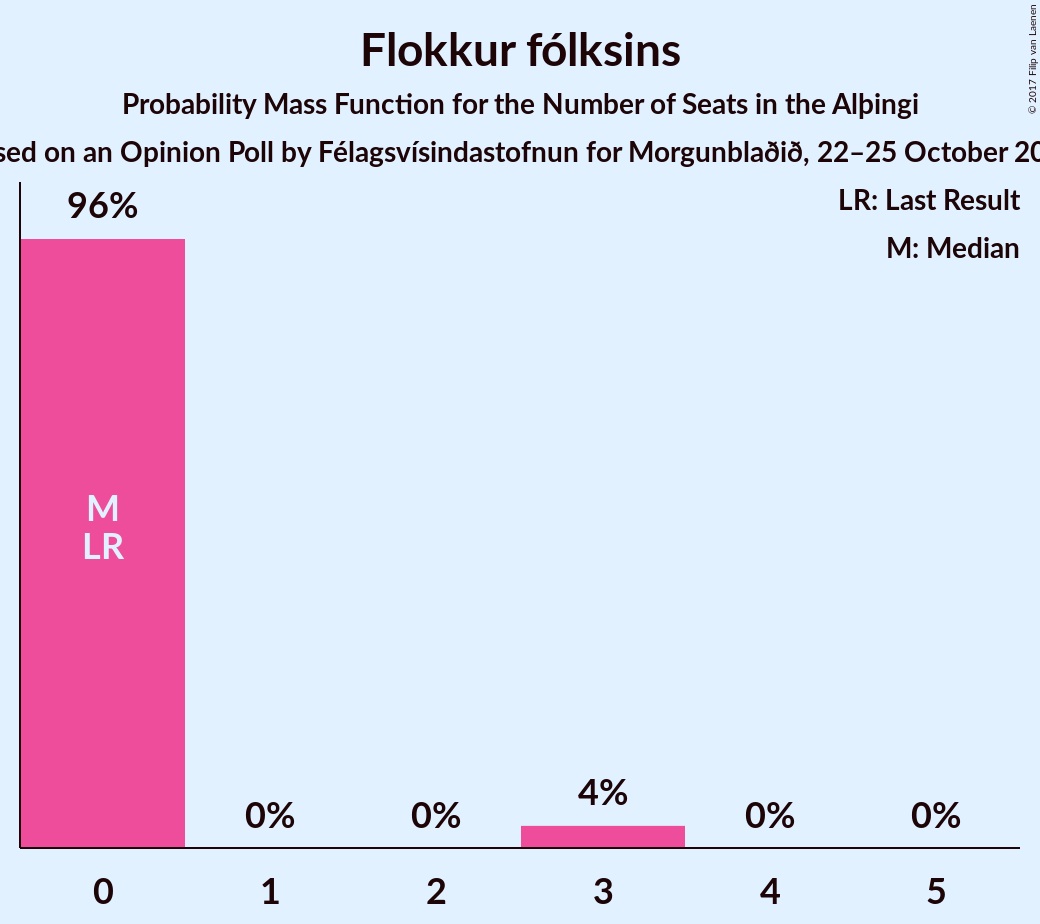 Flokkur fólksins
Probability Mass Function for the Number of Seats in the Alþingi
sed on an Opinion Poll by Félagsvísindastofnun for Morgunblaðið, 22–25 October 20
LR: Last Result
M: Median
96%
M
LR
0%
0%
4%
0%
0%
0
1
2
3
4
5
© 2017 Filip van Laenen